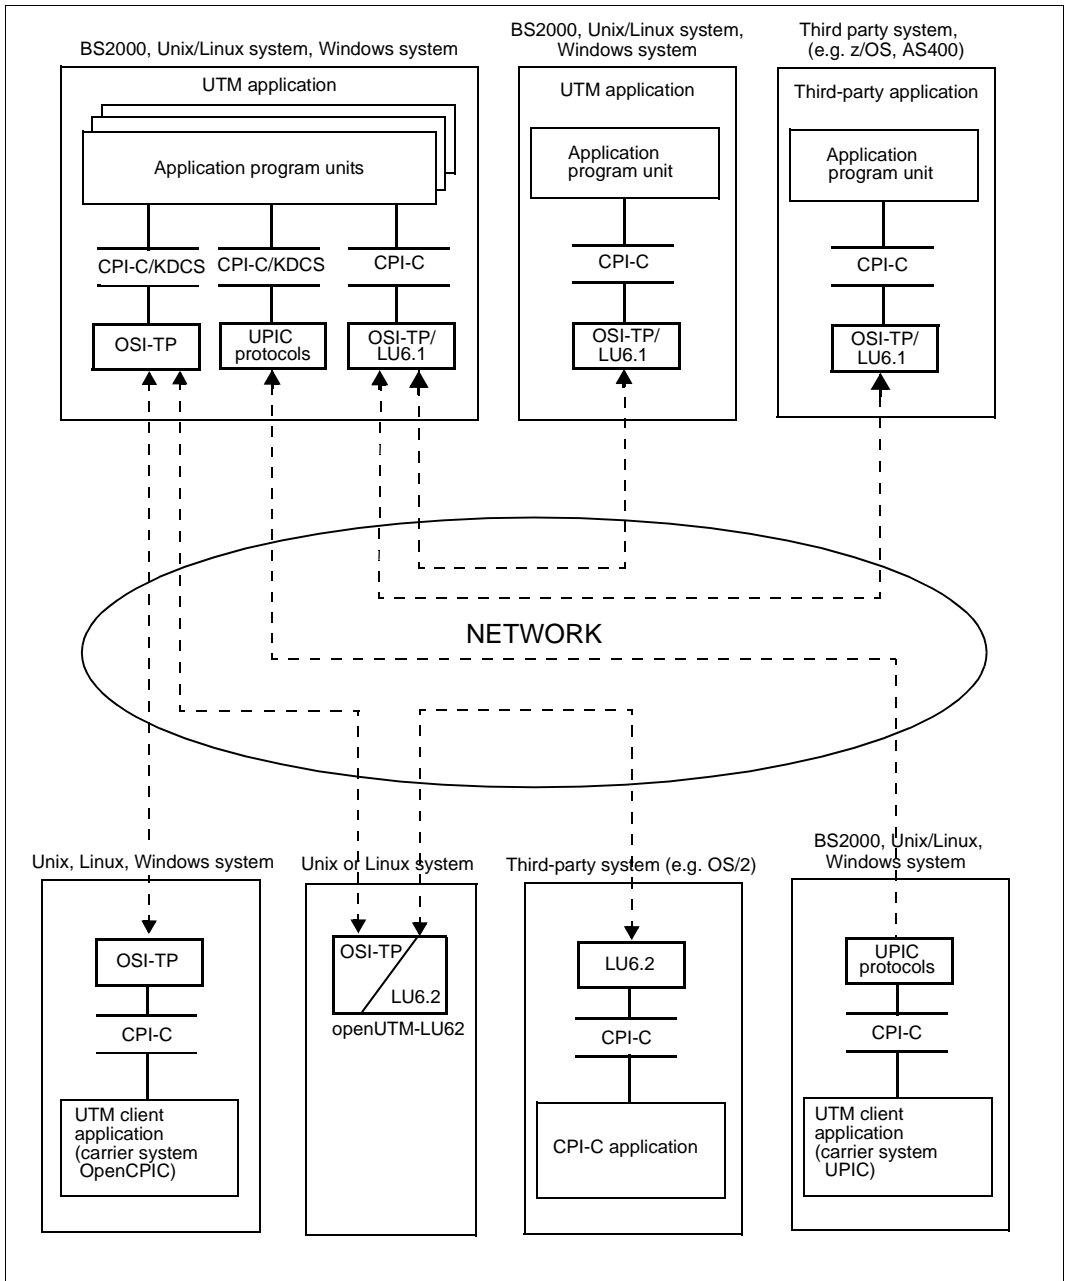 BS2000, Unix/Linux system, Windows system
UTM application
Application program units
CPI-C/KDCS
CPI-C/KDCS
CPI-C
OSI-TP
UPIC
protocols
OSI-TP/
LU6.1
BS2000, Unix/Linux system,
Windows system
UTM application
Application
program unit
CPI-C
OSI-TP/
LU6.1
Third party system,
(e.g. z/OS, AS400)
Third-party application
Application
program unit
CPI-C
OSI-TP/
LU6.1
NETWORK
Unix, Linux, Windows system
OSI-TP
CPI-C
UTM client
application
(carrier system
OpenCPIC)
Unix or Linux system
OSI-TP
LU6.2
openUTM-LU62
Third-party system (e.g. OS/2)
LU6.2
CPI-C
CPI-C application
BS2000, Unix/Linux,
Windows system
UPIC
protocols
CPI-C
UTM client
application
(carrier system
UPIC)